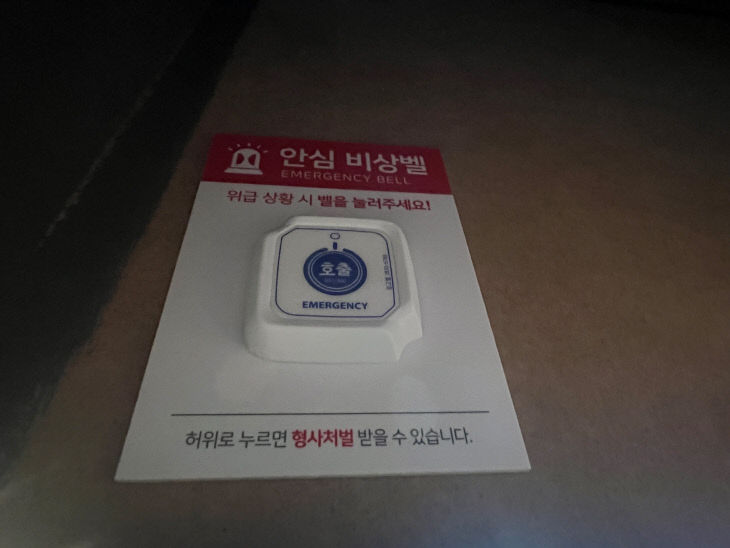 안심 비상벨
EMERGENCY BELL
위급 상황 시 벨을 눌러주세요!
호출
EMERGENCY
허위로 누르면 형사처벌 받을 수 있습니다.